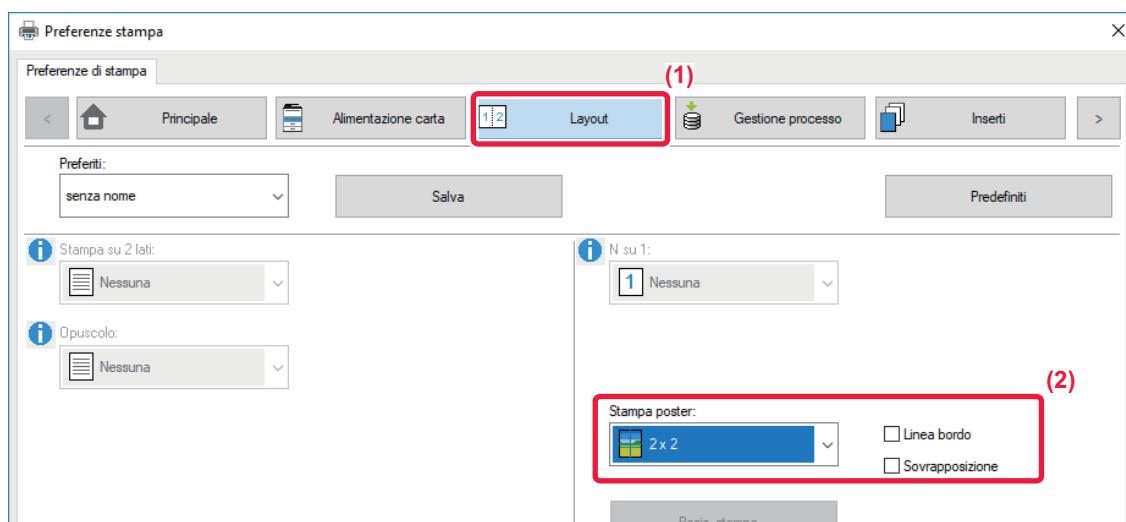 Preferenze stampa
Preferenze di stampa
(1)
< Principale Alimentazione carta 1 2 Layout Gestione processo Inserti >
Preferiti:
senza nome Salva Predefiniti
Stampa su 2 lati:
Nessuna
Opuscolo:
Nessuna
N su 1:
1 Nessuna
(2)
Stampa poster:
2 x 2
Linea bordo
Sovrapposizione